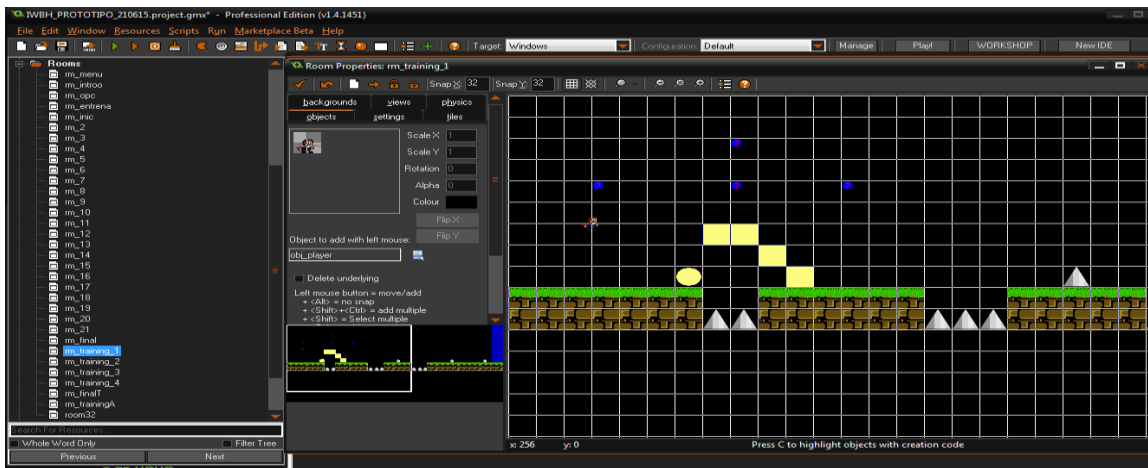 IWBH_PROTOTIPO_210615.project.gmx* - Professional Edition (v1.4.1451)
File Edit Window Resources Scripts Run Marketplace Beta Help
Target: Windows Configuration: Default Manage Play! WORKSHOP New IDE
Rooms
rm_menu
rm_introo
rm_opc
rm_entrena
rm_inic
rm_2
rm_3
rm_4
rm_5
rm_6
rm_7
rm_8
rm_9
rm_10
rm_11
rm_12
rm_13
rm_14
rm_15
rm_16
rm_17
rm_18
rm_19
rm_20
rm_21
rm_final
rm_training_1
rm_training_2
rm_training_3
rm_training_4
rm_finalT
rm_trainingA
room32
Search For Resources...
Whole Word Only Filter Tree
Previous Next
Room Properties: rm_training_1
Snap X: 32 Snap Y: 32
backgrounds views physics
objects settings tiles
Scale X 1
Scale Y 1
Rotation 0
Alpha 0
Colour
Flip X
Flip Y
Object to add with left mouse:
obj_player
Delete underlying
Left mouse button = move/add
+ <Alt> = no snap
+ <Shift>+<Ctrl> = add multiple
+ <Shift> = Select multiple
x: 256 y: 0 Press C to highlight objects with creation code